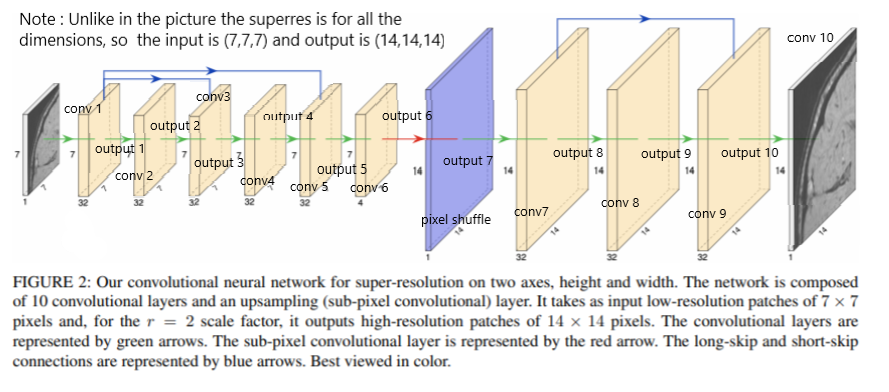 Note : Unlike in the picture the superres is for all the
dimensions, so the input is (7,7,7) and output is (14,14,14)
conv 10
conv 1
conv3
output 4
output 6
output 2
output 1
output 3
output 5
output 7
output 8
output 9
output 10
conv 2
conv4
conv 5
conv 6
pixel shuffle
conv7
conv 8
conv 9
7
7
7
7
7
7
14
14
14
14
14
1
7
32
7
32
7
32
7
32
7
32
7
4
7
1
14
32
14
32
14
32
14
1
14
FIGURE 2: Our convolutional neural network for super-resolution on two axes, height and width. The network is composed
of 10 convolutional layers and an upsampling (sub-pixel convolutional) layer. It takes as input low-resolution patches of 7 × 7
pixels and, for the r = 2 scale factor, it outputs high-resolution patches of 14 × 14 pixels. The convolutional layers are
represented by green arrows. The sub-pixel convolutional layer is represented by the red arrow. The long-skip and short-skip
connections are represented by blue arrows. Best viewed in color.